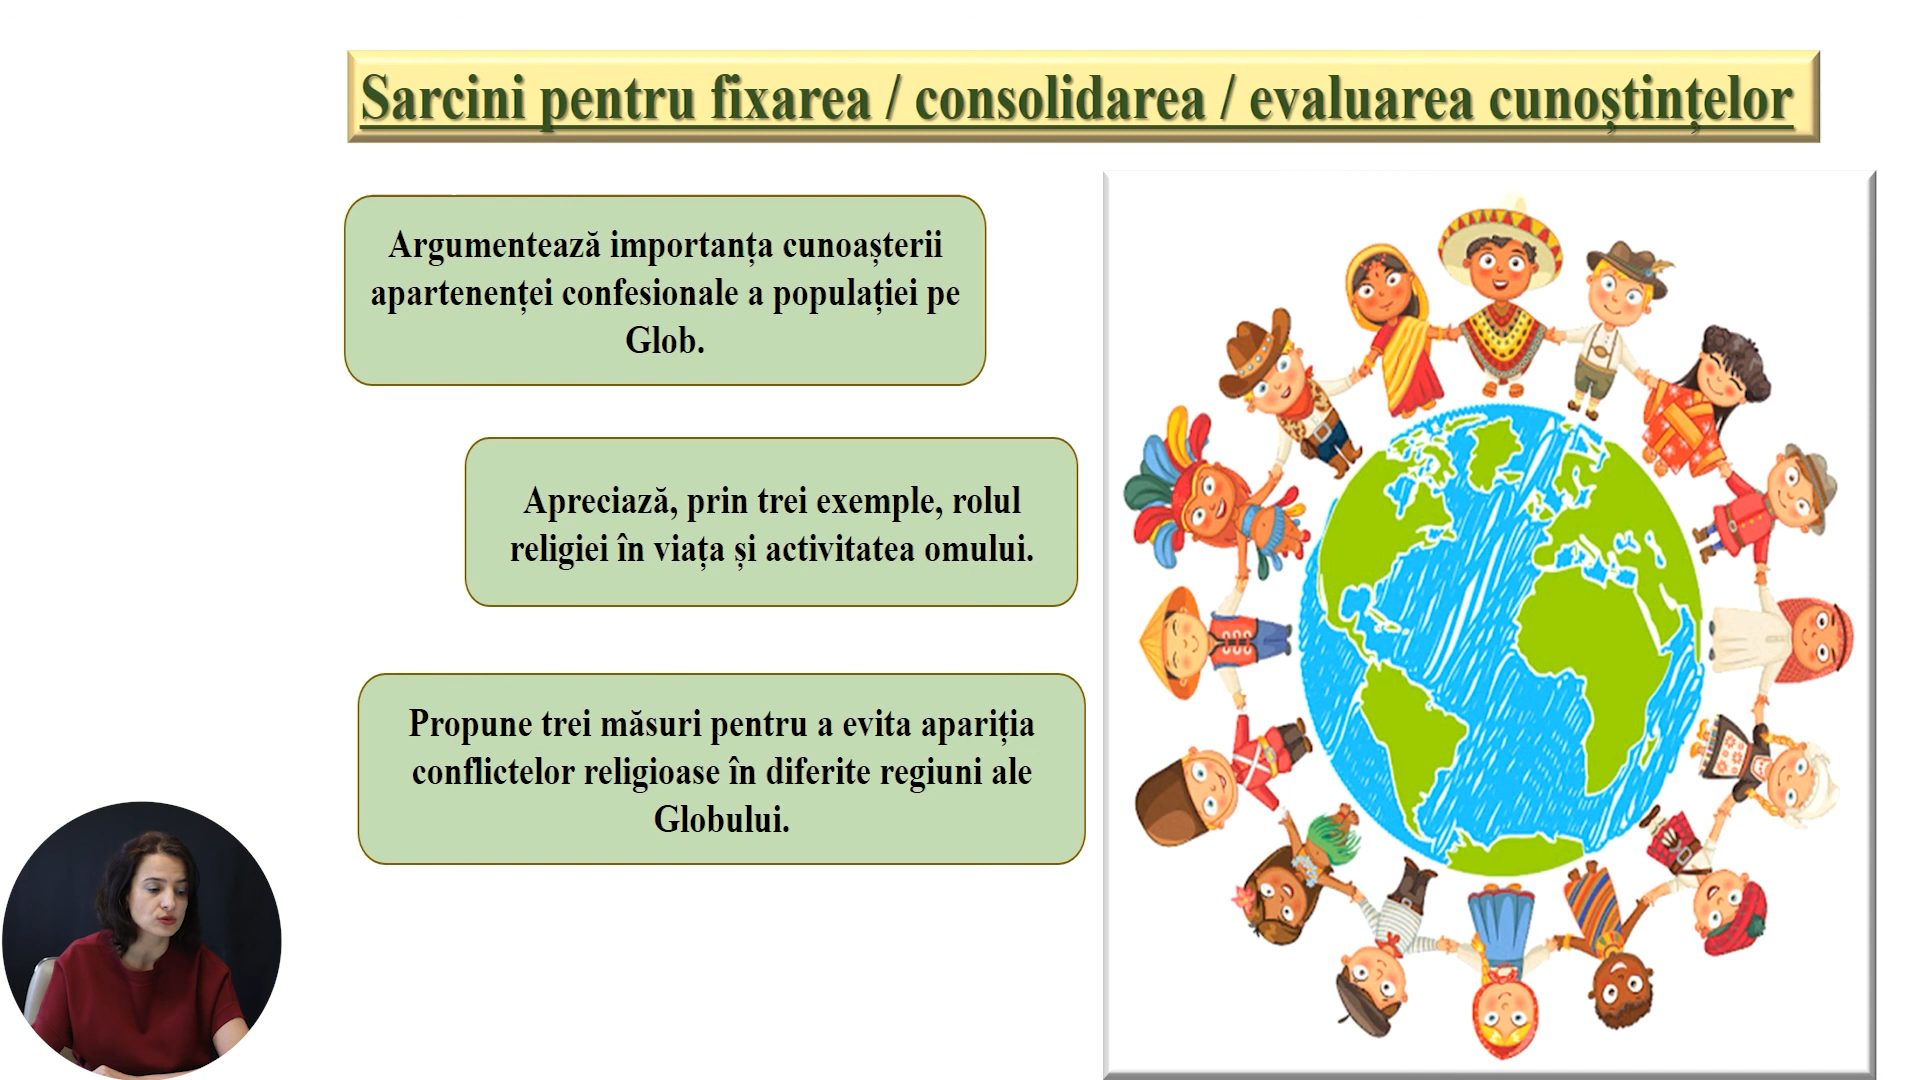 Sarcini pentru fixarea / consolidarea / evaluarea cunoștințelor
Argumentează importanța cunoașterii
apartenenței confesionale a populației pe
Glob.
Apreciază, prin trei exemple, rolul
religiei în viața și activitatea omului.
Propune trei măsuri pentru a evita apariția
conflictelor religioase în diferite regiuni ale
Globului.